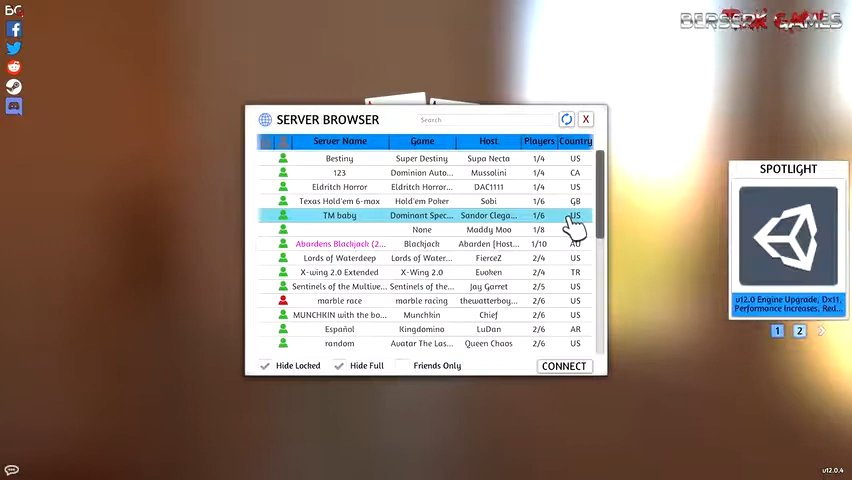 BG
BERSERK GAMES
SERVER BROWSER
Search
X
Server Name Game Host Players Country
Bestiny Super Destiny Supa Necta 1/4 US
123 Dominion Auto... Mussolini 1/4 CA
Eldritch Horror Eldritch Horror... DAC1111 1/4 US
Texas Hold'em 6-max Hold'em Poker Sobi 1/6 GB
TM baby Dominant Spec... Sandor Clega... 1/6 US
None Maddy Moo 1/8
Abardens Blackjack (2... Blackjack Abarden [Host... 1/10 AU
Lords of Waterdeep Lords of Water... FierceZ 2/4 US
X-wing 2.0 Extended X-Wing 2.0 Evoken 2/4 TR
Sentinels of the Multive... Sentinels of the... Jay Garret 2/5 US
marble race marble racing thewatterboy... 2/6 US
MUNCHKIN with the bo... Munchkin Chief 2/6 US
Español Kingdomino LuDan 2/6 AR
random Avatar The Las... Queen Chaos 2/6 US
Hide Locked Hide Full Friends Only CONNECT
SPOTLIGHT
v12.0 Engine Upgrade, Dx11,
Performance Increases, Red...
1 2
v12.0.4